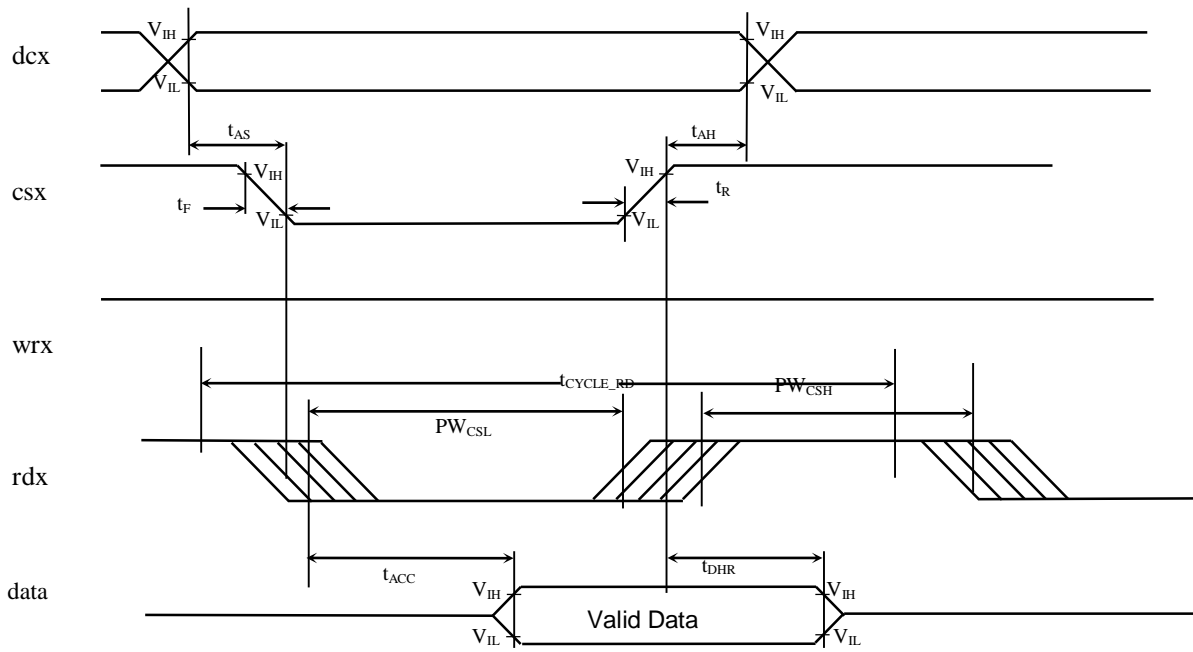 V_IH V_IH
dcx
V_IL V_IL
t_AS t_AH
V_IH V_IH
csx
t_F t_R
V_IL V_IL
wrx
t_CYCLE_RD PW_CSH
PW_CSL
rdx
t_ACC t_DHR
data
V_IH V_IH
Valid Data
V_IL V_IL